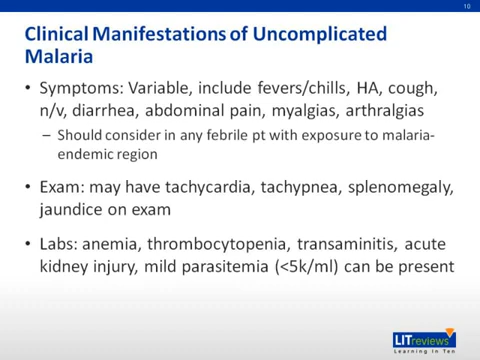 10
Clinical Manifestations of Uncomplicated
Malaria
• Symptoms: Variable, include fevers/chills, HA, cough,
n/v, diarrhea, abdominal pain, myalgias, arthralgias
– Should consider in any febrile pt with exposure to malaria-
endemic region
• Exam: may have tachycardia, tachypnea, splenomegaly,
jaundice on exam
• Labs: anemia, thrombocytopenia, transaminitis, acute
kidney injury, mild parasitemia (<5k/ml) can be present
LITreviews
Learning In Ten